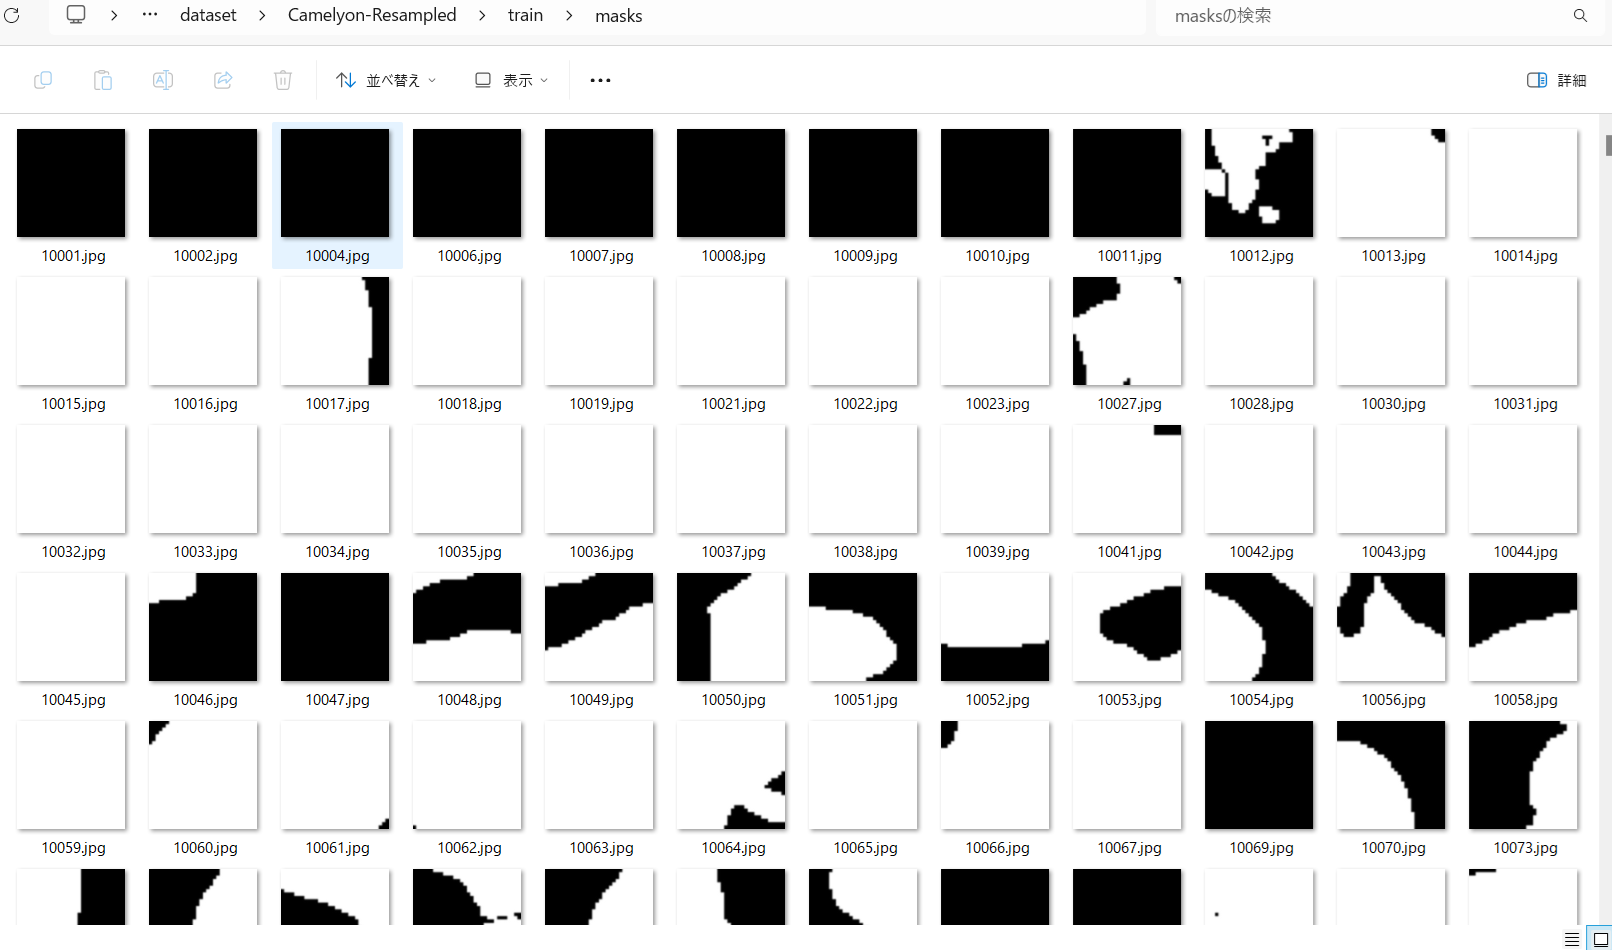 dataset > Camelyon-Resampled > train > masks
masksの検索
並べ替え
表示
詳細
10001.jpg 10002.jpg 10004.jpg 10006.jpg 10007.jpg 10008.jpg 10009.jpg 10010.jpg 10011.jpg 10012.jpg 10013.jpg 10014.jpg
10015.jpg 10016.jpg 10017.jpg 10018.jpg 10019.jpg 10021.jpg 10022.jpg 10023.jpg 10027.jpg 10028.jpg 10030.jpg 10031.jpg
10032.jpg 10033.jpg 10034.jpg 10035.jpg 10036.jpg 10037.jpg 10038.jpg 10039.jpg 10041.jpg 10042.jpg 10043.jpg 10044.jpg
10045.jpg 10046.jpg 10047.jpg 10048.jpg 10049.jpg 10050.jpg 10051.jpg 10052.jpg 10053.jpg 10054.jpg 10056.jpg 10058.jpg
10059.jpg 10060.jpg 10061.jpg 10062.jpg 10063.jpg 10064.jpg 10065.jpg 10066.jpg 10067.jpg 10069.jpg 10070.jpg 10073.jpg